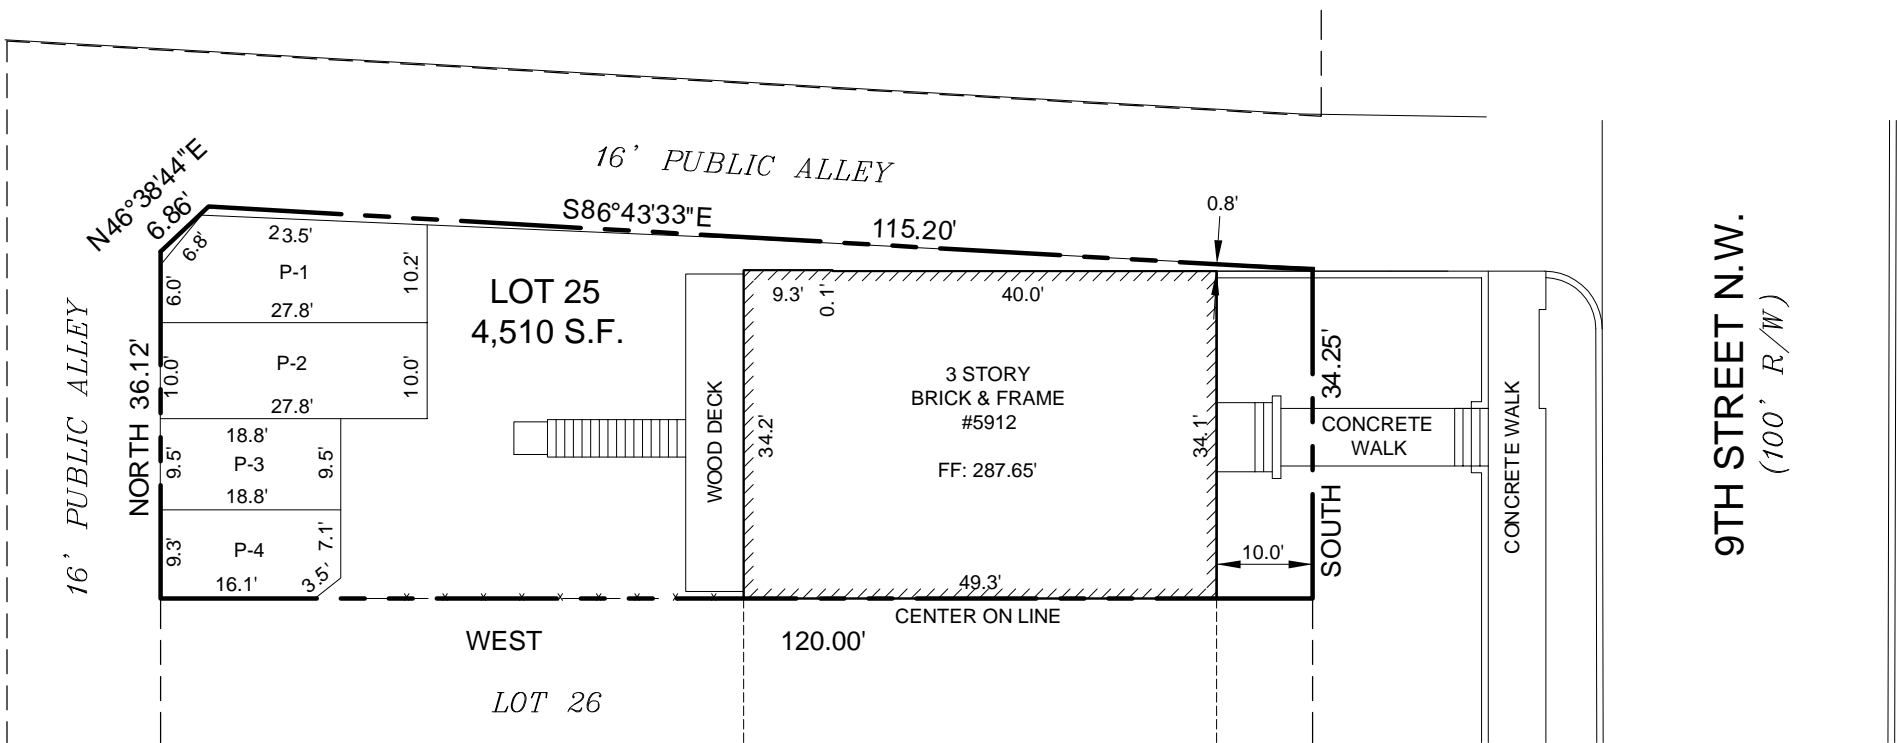 16' PUBLIC ALLEY
N46°38'44"E
6.86'
S86°43'33"E
115.20'
0.8'
6.8'
23.5'
P-1
6.0'
10.2'
27.8'
P-2
10.0'
10.0'
27.8'
18.8'
P-3
9.5'
9.5'
18.8'
P-4
9.3'
7.1'
16.1'
3.5'
NORTH 36.12'
16' PUBLIC ALLEY
LOT 25
4,510 S.F.
WOOD DECK
9.3'
0.1'
40.0'
3 STORY
BRICK & FRAME
#5912
FF: 287.65'
34.2'
34.1'
49.3'
CENTER ON LINE
10.0'
34.25'
SOUTH
CONCRETE
WALK
CONCRETE WALK
9TH STREET N.W.
(100' R/W)
WEST
120.00'
LOT 26